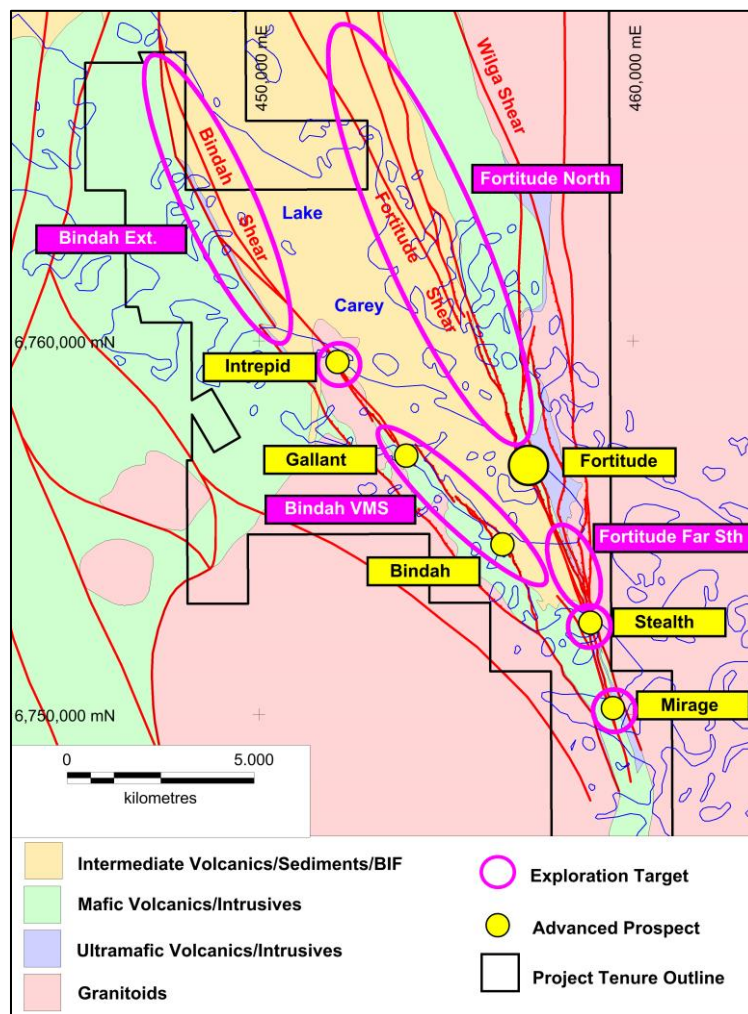 450,000 mE
460,000 mE
Wilga Shear
Bindah
Shear
Fortitude North
Lake
Fortitude
Shear
Bindah Ext.
Carey
6,760,000 mN
Intrepid
Gallant
Fortitude
Bindah VMS
Fortitude Far Sth
Bindah
Stealth
Mirage
6,750,000 mN
0 5.000
kilometres
Intermediate Volcanics/Sediments/BIF
Mafic Volcanics/Intrusives
Ultramafic Volcanics/Intrusives
Granitoids
Exploration Target
Advanced Prospect
Project Tenure Outline